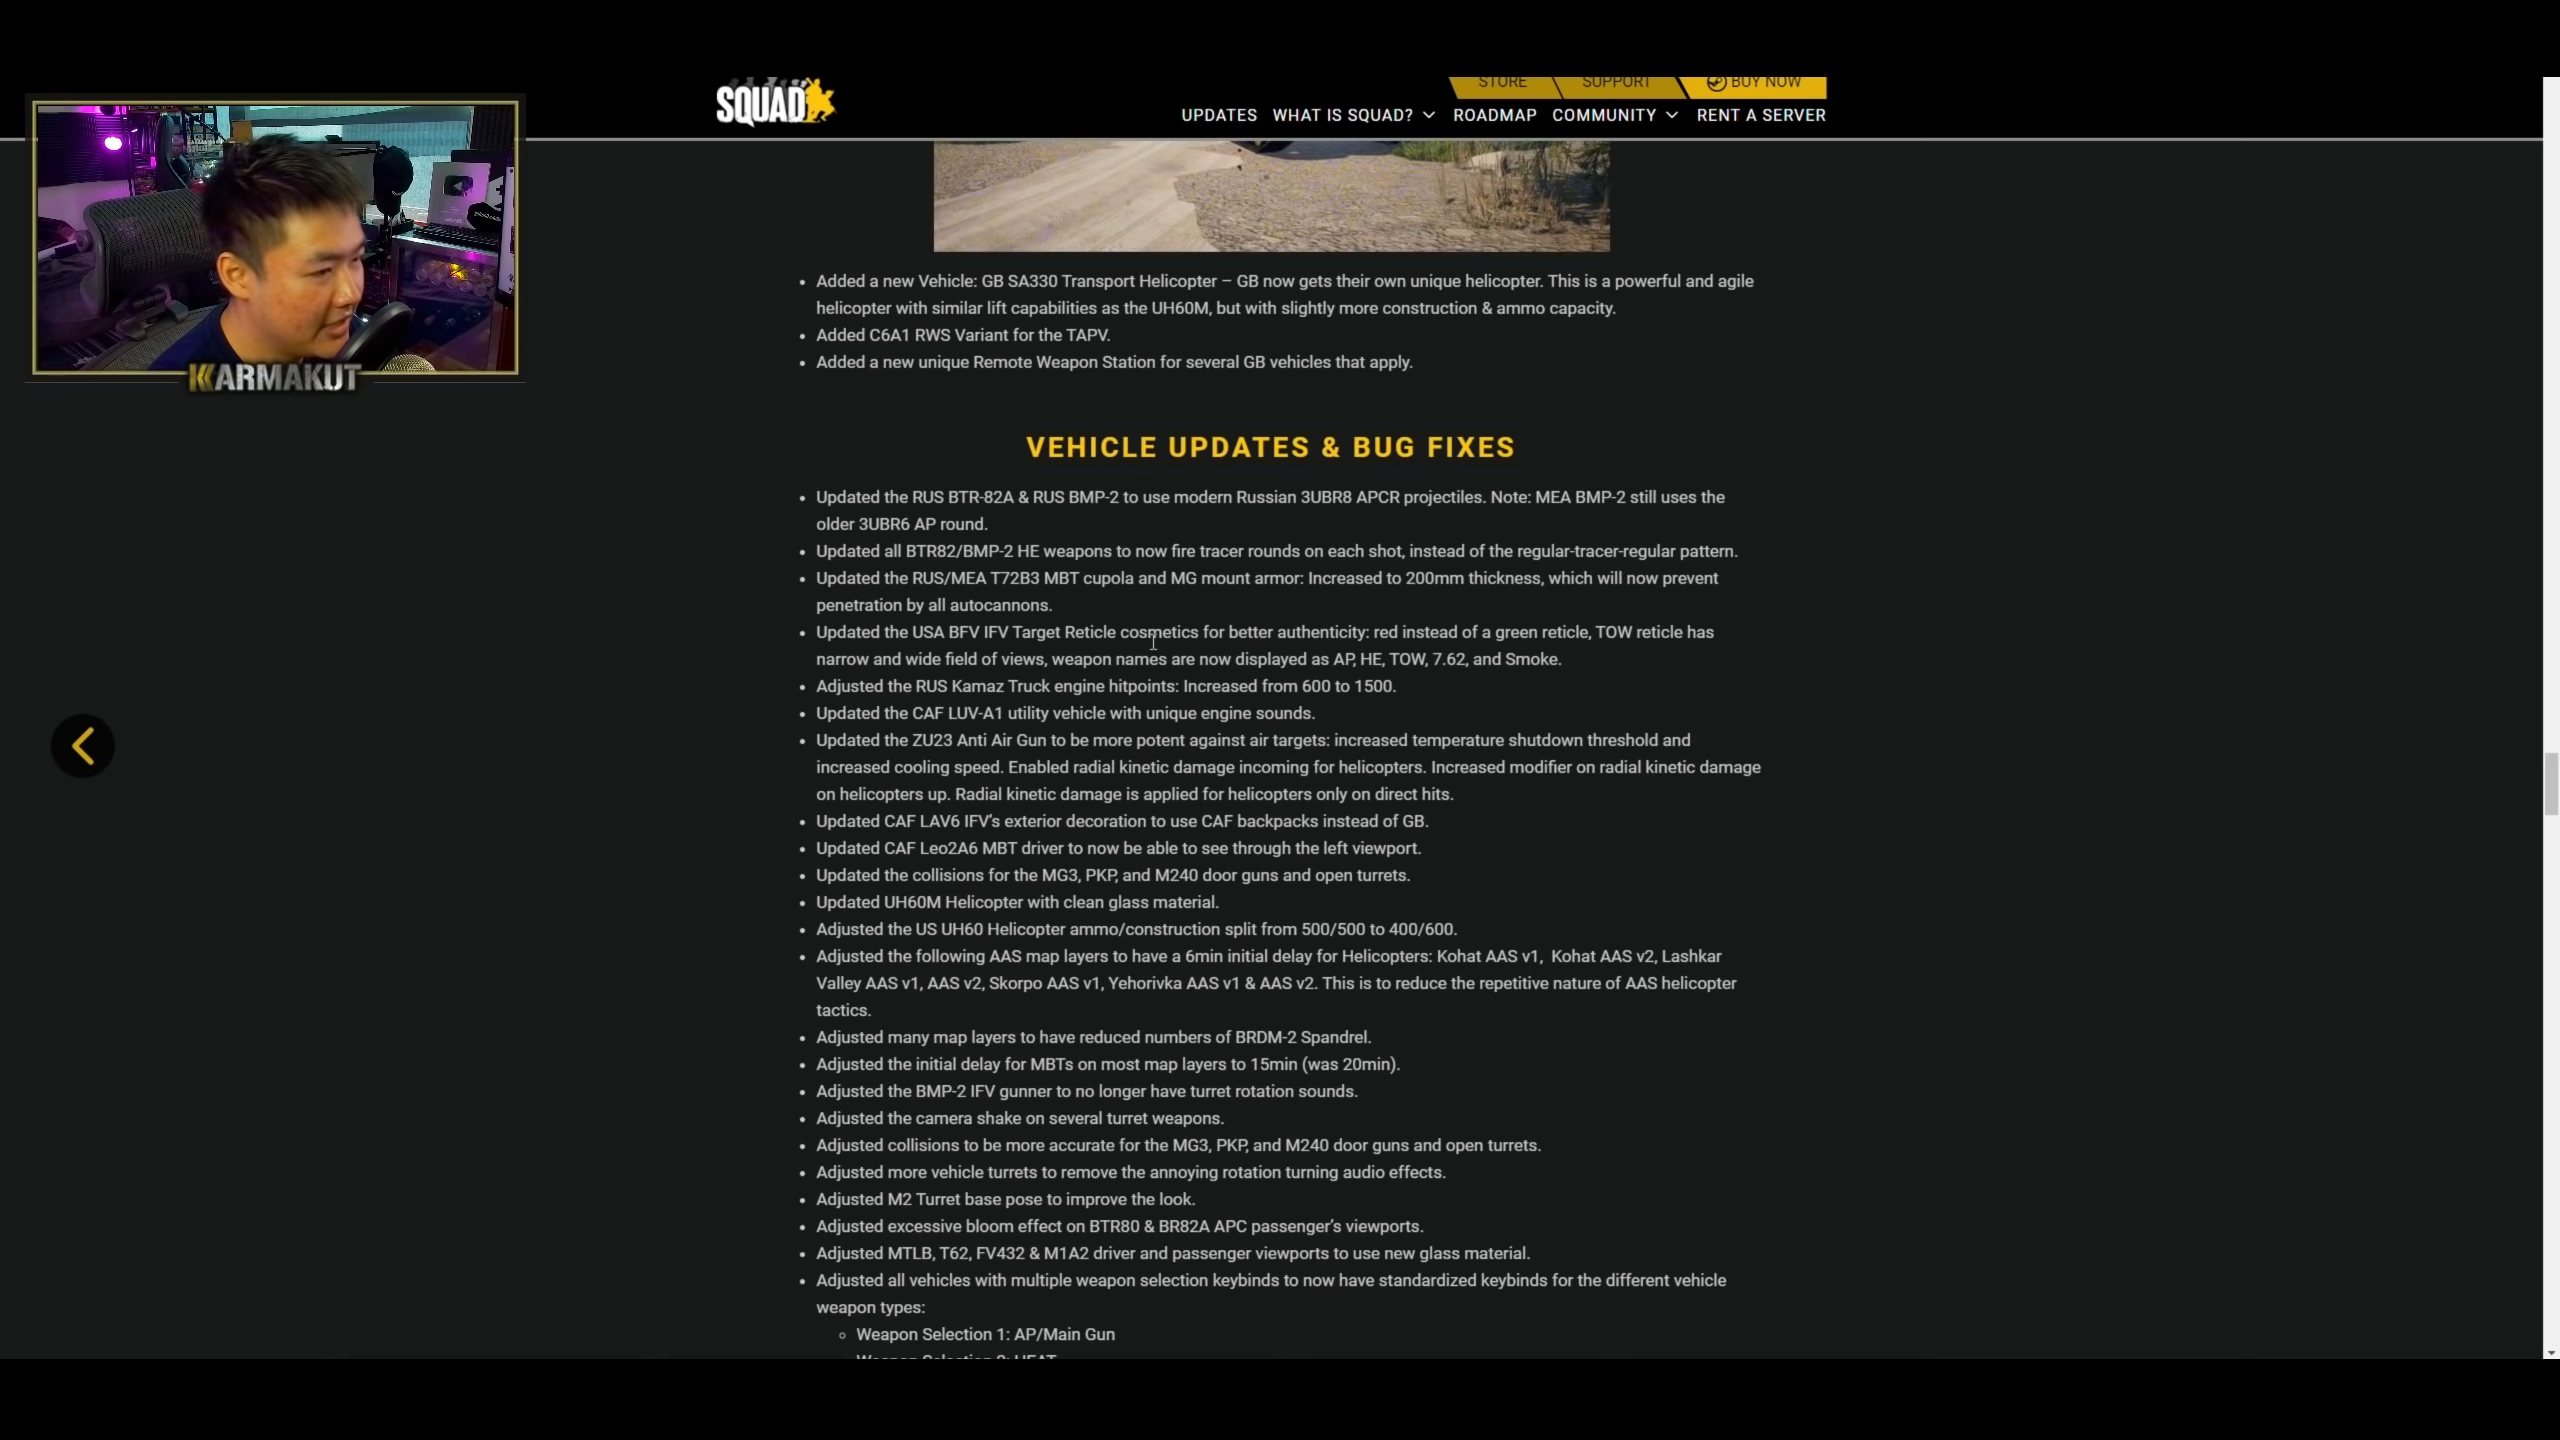 SQUAD
STORE
SUPPORT
BUY NOW
UPDATES
WHAT IS SQUAD?
ROADMAP
COMMUNITY
RENT A SERVER
KARMAKUT
• Added a new Vehicle: GB SA330 Transport Helicopter – GB now gets their own unique helicopter. This is a powerful and agile
helicopter with similar lift capabilities as the UH60M, but with slightly more construction & ammo capacity.
• Added C6A1 RWS Variant for the TAPV.
• Added a new unique Remote Weapon Station for several GB vehicles that apply.
VEHICLE UPDATES & BUG FIXES
• Updated the RUS BTR-82A & RUS BMP-2 to use modern Russian 3UBR8 APCR projectiles. Note: MEA BMP-2 still uses the
older 3UBR6 AP round.
• Updated all BTR82/BMP-2 HE weapons to now fire tracer rounds on each shot, instead of the regular-tracer-regular pattern.
• Updated the RUS/MEA T72B3 MBT cupola and MG mount armor: Increased to 200mm thickness, which will now prevent
penetration by all autocannons.
• Updated the USA BFV IFV Target Reticle cosmetics for better authenticity: red instead of a green reticle, TOW reticle has
narrow and wide field of views, weapon names are now displayed as AP, HE, TOW, 7.62, and Smoke.
• Adjusted the RUS Kamaz Truck engine hitpoints: Increased from 600 to 1500.
• Updated the CAF LUV-A1 utility vehicle with unique engine sounds.
• Updated the ZU23 Anti Air Gun to be more potent against air targets: increased temperature shutdown threshold and
increased cooling speed. Enabled radial kinetic damage incoming for helicopters. Increased modifier on radial kinetic damage
on helicopters up. Radial kinetic damage is applied for helicopters only on direct hits.
• Updated CAF LAV6 IFV’s exterior decoration to use CAF backpacks instead of GB.
• Updated CAF Leo2A6 MBT driver to now be able to see through the left viewport.
• Updated the collisions for the MG3, PKP, and M240 door guns and open turrets.
• Updated UH60M Helicopter with clean glass material.
• Adjusted the US UH60 Helicopter ammo/construction split from 500/500 to 400/600.
• Adjusted the following AAS map layers to have a 6min initial delay for Helicopters: Kohat AAS v1, Kohat AAS v2, Lashkar
Valley AAS v1, AAS v2, Skorpo AAS v1, Yehorivka AAS v1 & AAS v2. This is to reduce the repetitive nature of AAS helicopter
tactics.
• Adjusted many map layers to have reduced numbers of BRDM-2 Spandrel.
• Adjusted the initial delay for MBTs on most map layers to 15min (was 20min).
• Adjusted the BMP-2 IFV gunner to no longer have turret rotation sounds.
• Adjusted the camera shake on several turret weapons.
• Adjusted collisions to be more accurate for the MG3, PKP, and M240 door guns and open turrets.
• Adjusted more vehicle turrets to remove the annoying rotation turning audio effects.
• Adjusted M2 Turret base pose to improve the look.
• Adjusted excessive bloom effect on BTR80 & BR82A APC passenger’s viewports.
• Adjusted MTLB, T62, FV432 & M1A2 driver and passenger viewports to use new glass material.
• Adjusted all vehicles with multiple weapon selection keybinds to now have standardized keybinds for the different vehicle
weapon types:
◦ Weapon Selection 1: AP/Main Gun